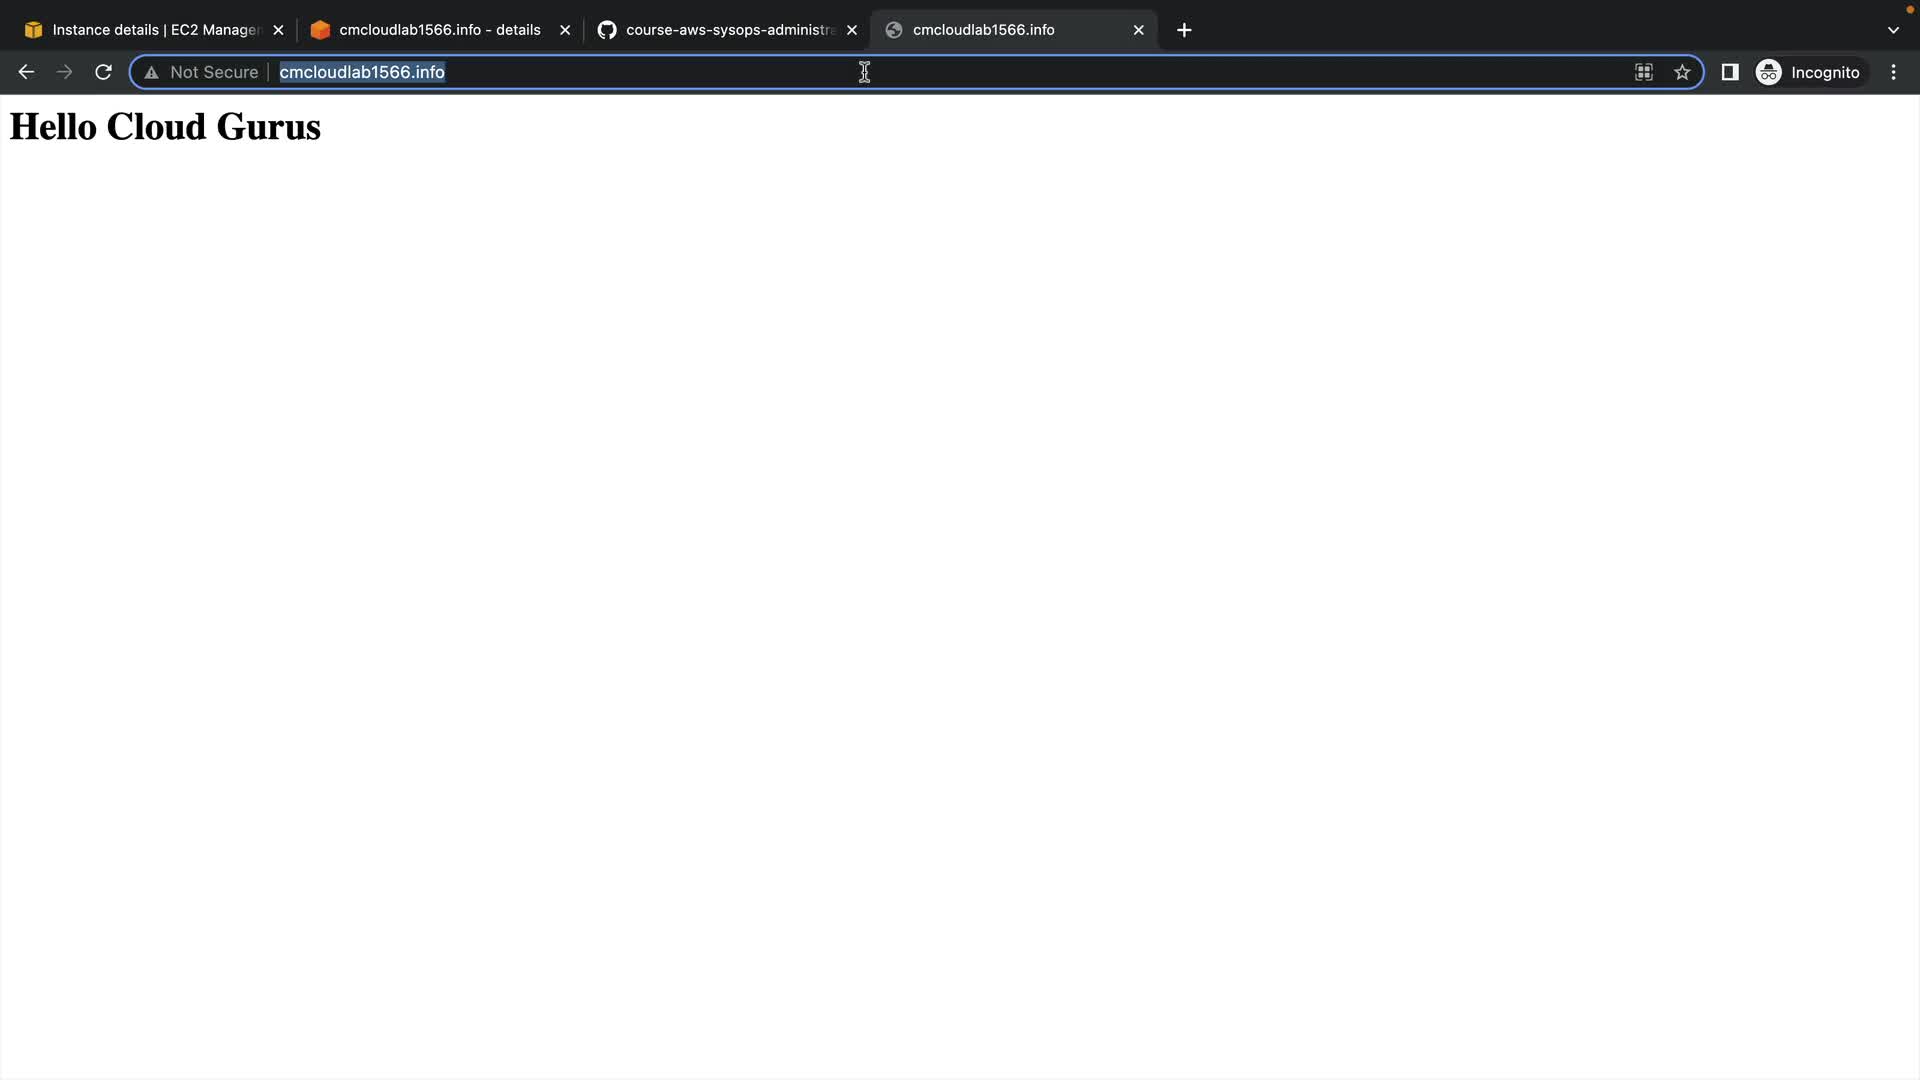 Instance details | EC2 Manager
cmcloudlab1566.info - details
course-aws-sysops-administra
cmcloudlab1566.info
Not Secure
cmcloudlab1566.info
Incognito
Hello Cloud Gurus